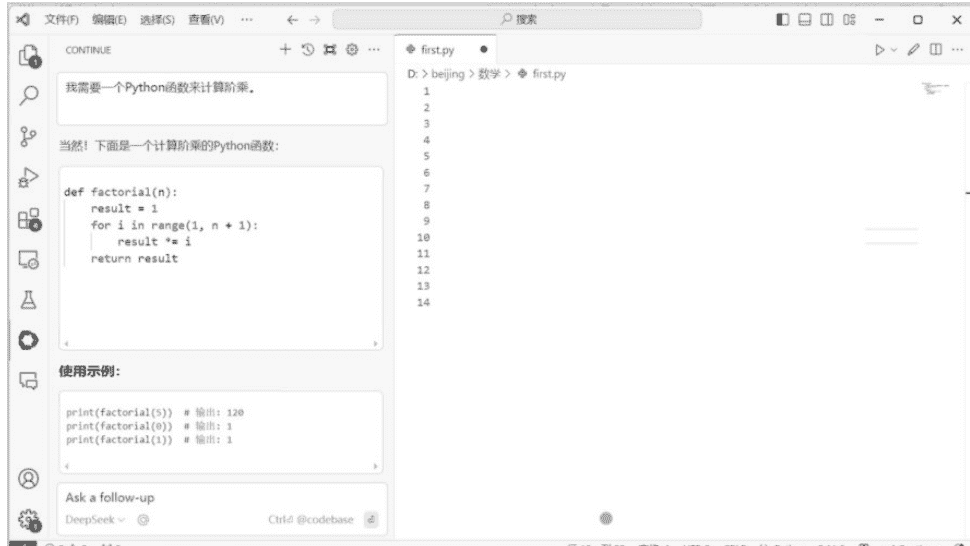 文件(F) 编辑(E) 选择(S) 查看(V) ··· ← → 搜索
CONTINUE
first.py
D: > beijing > 数学 > first.py
我需要一个Python函数来计算阶乘。
当然！下面是一个计算阶乘的Python函数:
def factorial(n):
result = 1
for i in range(1, n + 1):
result *= i
return result
使用示例:
print(factorial(5)) # 输出: 120
print(factorial(0)) # 输出: 1
print(factorial(1)) # 输出: 1
Ask a follow-up
DeepSeek @ Ctrl⏎ @codebase
1
2
3
4
5
6
7
8
9
10
11
12
13
14